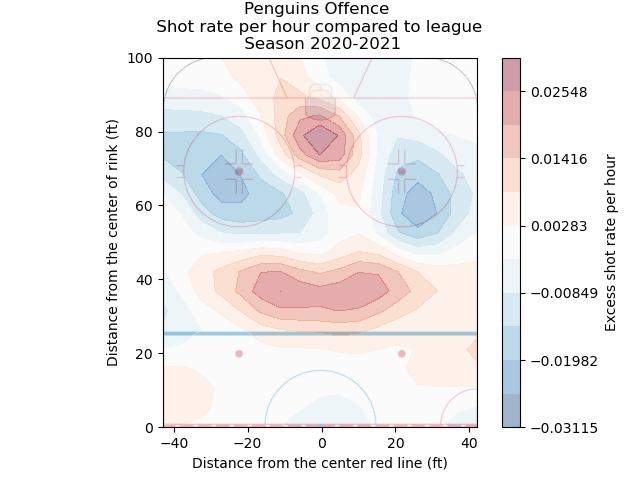 Penguins Offence
Shot rate per hour compared to league
Season 2020-2021
100
80
60
40
20
0
−40
−20
0
20
40
Distance from the center of rink (ft)
Distance from the center red line (ft)
0.02548
0.01416
0.00283
−0.00849
−0.01982
−0.03115
Excess shot rate per hour